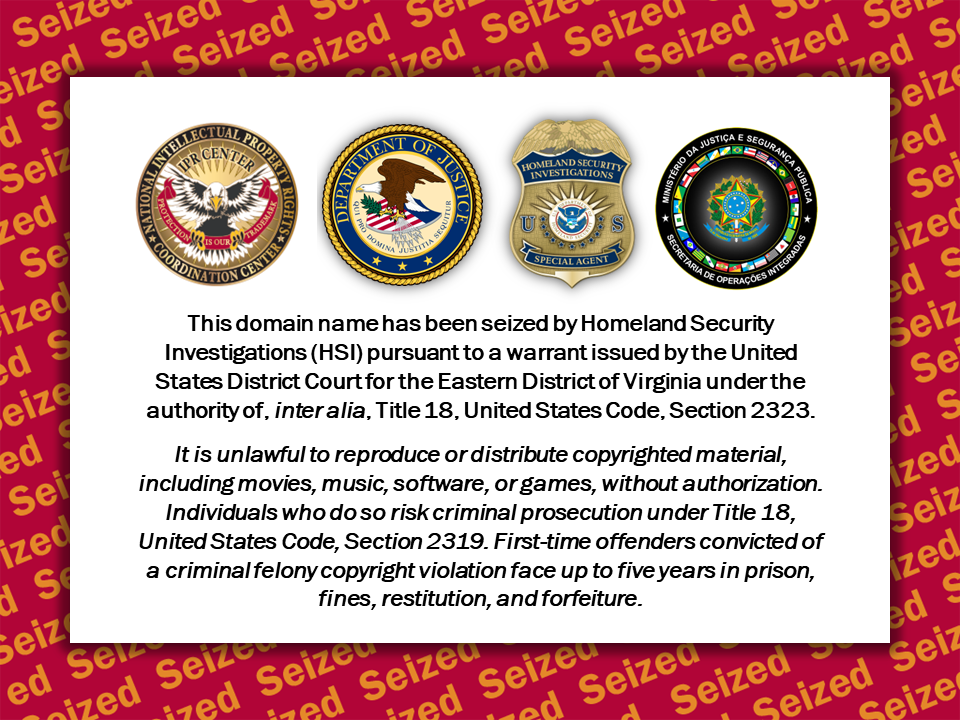 NATIONAL INTELLECTUAL PROPERTY RIGHTS
IPR CENTER
PROTECTION IS OUR TRADEMARK
★ COORDINATION CENTER ★
DEPARTMENT OF JUSTICE
QUI PRO DOMINA JUSTITIA SEQUITUR
HOMELAND SECURITY
INVESTIGATIONS
U S
SPECIAL AGENT
MINISTÉRIO DA JUSTIÇA E SEGURANÇA PÚBLICA
SECRETARIA DE OPERAÇÕES INTEGRADAS
This domain name has been seized by Homeland Security
Investigations (HSI) pursuant to a warrant issued by the United
States District Court for the Eastern District of Virginia under the
authority of, inter alia, Title 18, United States Code, Section 2323.
It is unlawful to reproduce or distribute copyrighted material,
including movies, music, software, or games, without authorization.
Individuals who do so risk criminal prosecution under Title 18,
United States Code, Section 2319. First-time offenders convicted of
a criminal felony copyright violation face up to five years in prison,
fines, restitution, and forfeiture.
Seized Seized Seized Seized Seized Seized